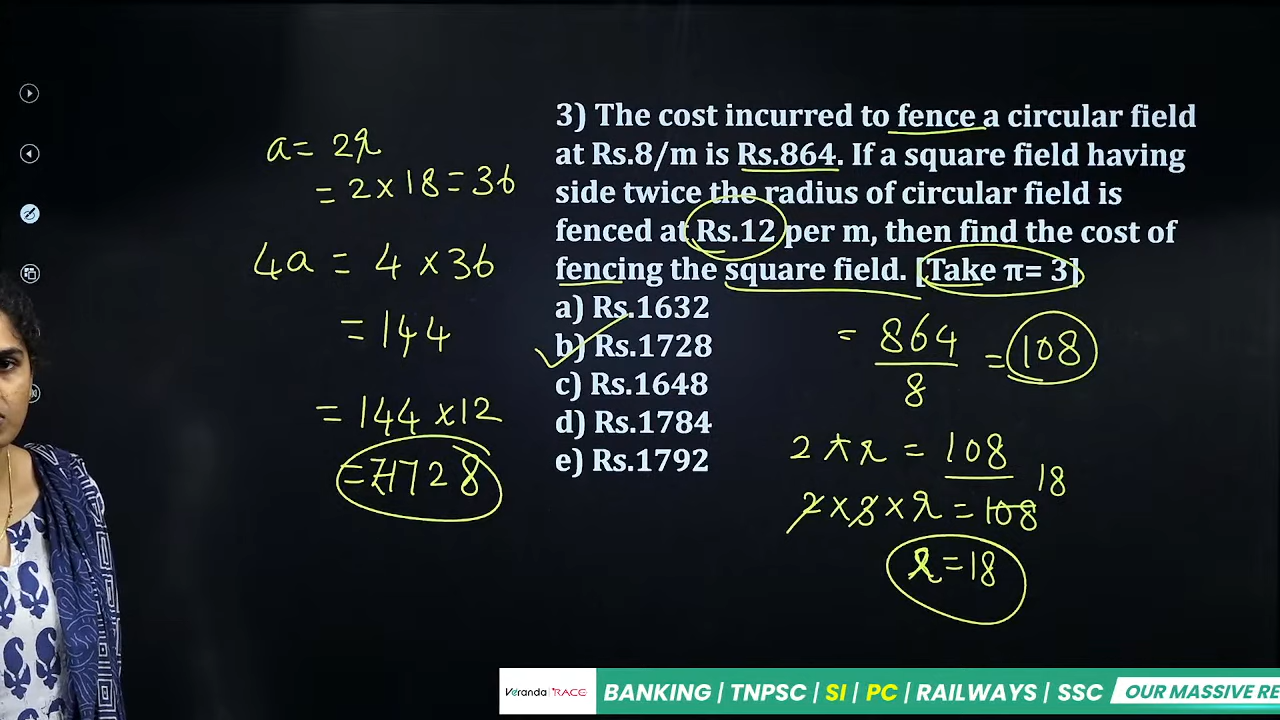 3) The cost incurred to fence a circular field
at Rs.8/m is Rs.864. If a square field having
side twice the radius of circular field is
fenced at Rs.12 per m, then find the cost of
fencing the square field. [Take π= 3]
a) Rs.1632
b) Rs.1728
c) Rs.1648
d) Rs.1784
e) Rs.1792
a = 2r
= 2 × 18 = 36
4a = 4 × 36
= 144
= 144 × 12
= 1728
= 864/8 = 108
2 π r = 108
2 × 3 × r = 108 18
r = 18
Veranda RACE
BANKING | TNPSC | SI | PC | RAILWAYS | SSC
OUR MASSIVE RE